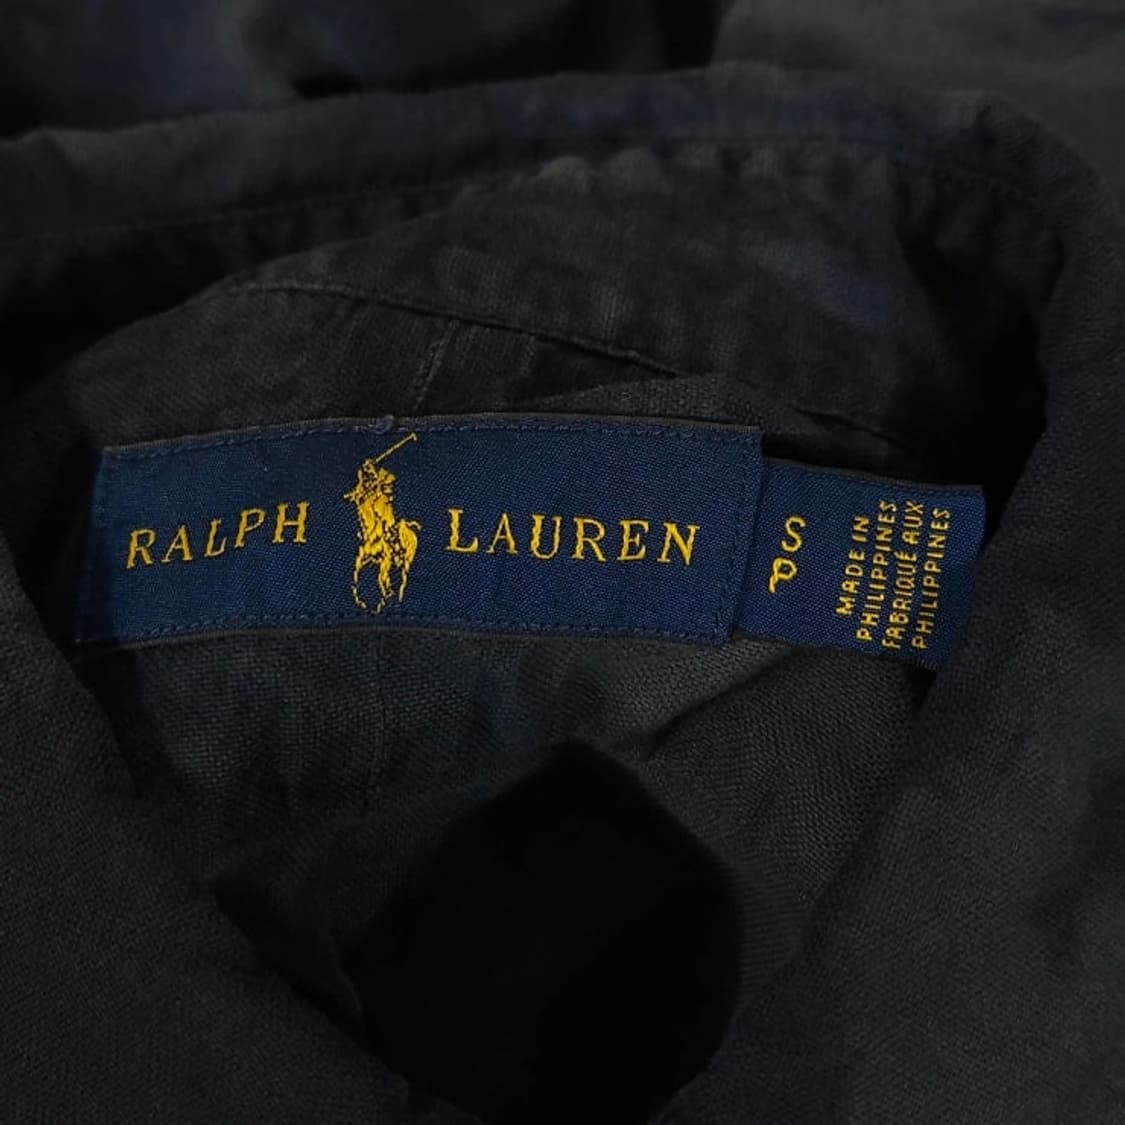 RALPH LAUREN
S
P
MADE IN
PHILIPPINES
FABRIQUÉ AUX
PHILIPPINES